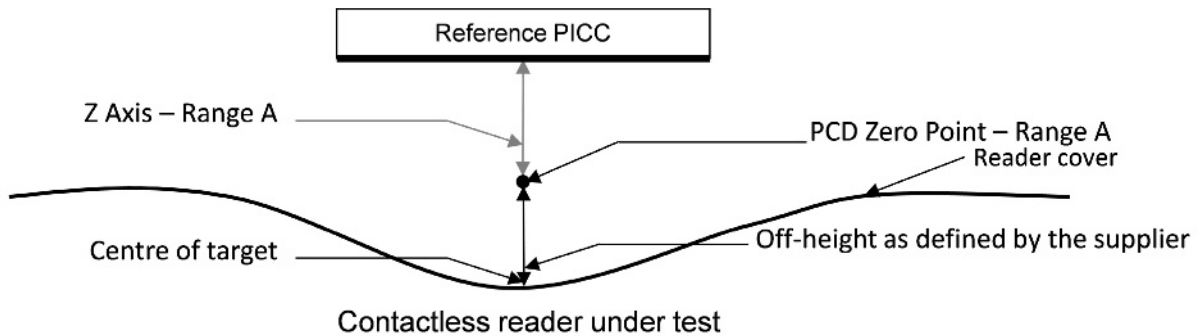 Reference PICC
Z Axis – Range A
PCD Zero Point – Range A
Reader cover
Centre of target
Off-height as defined by the supplier
Contactless reader under test